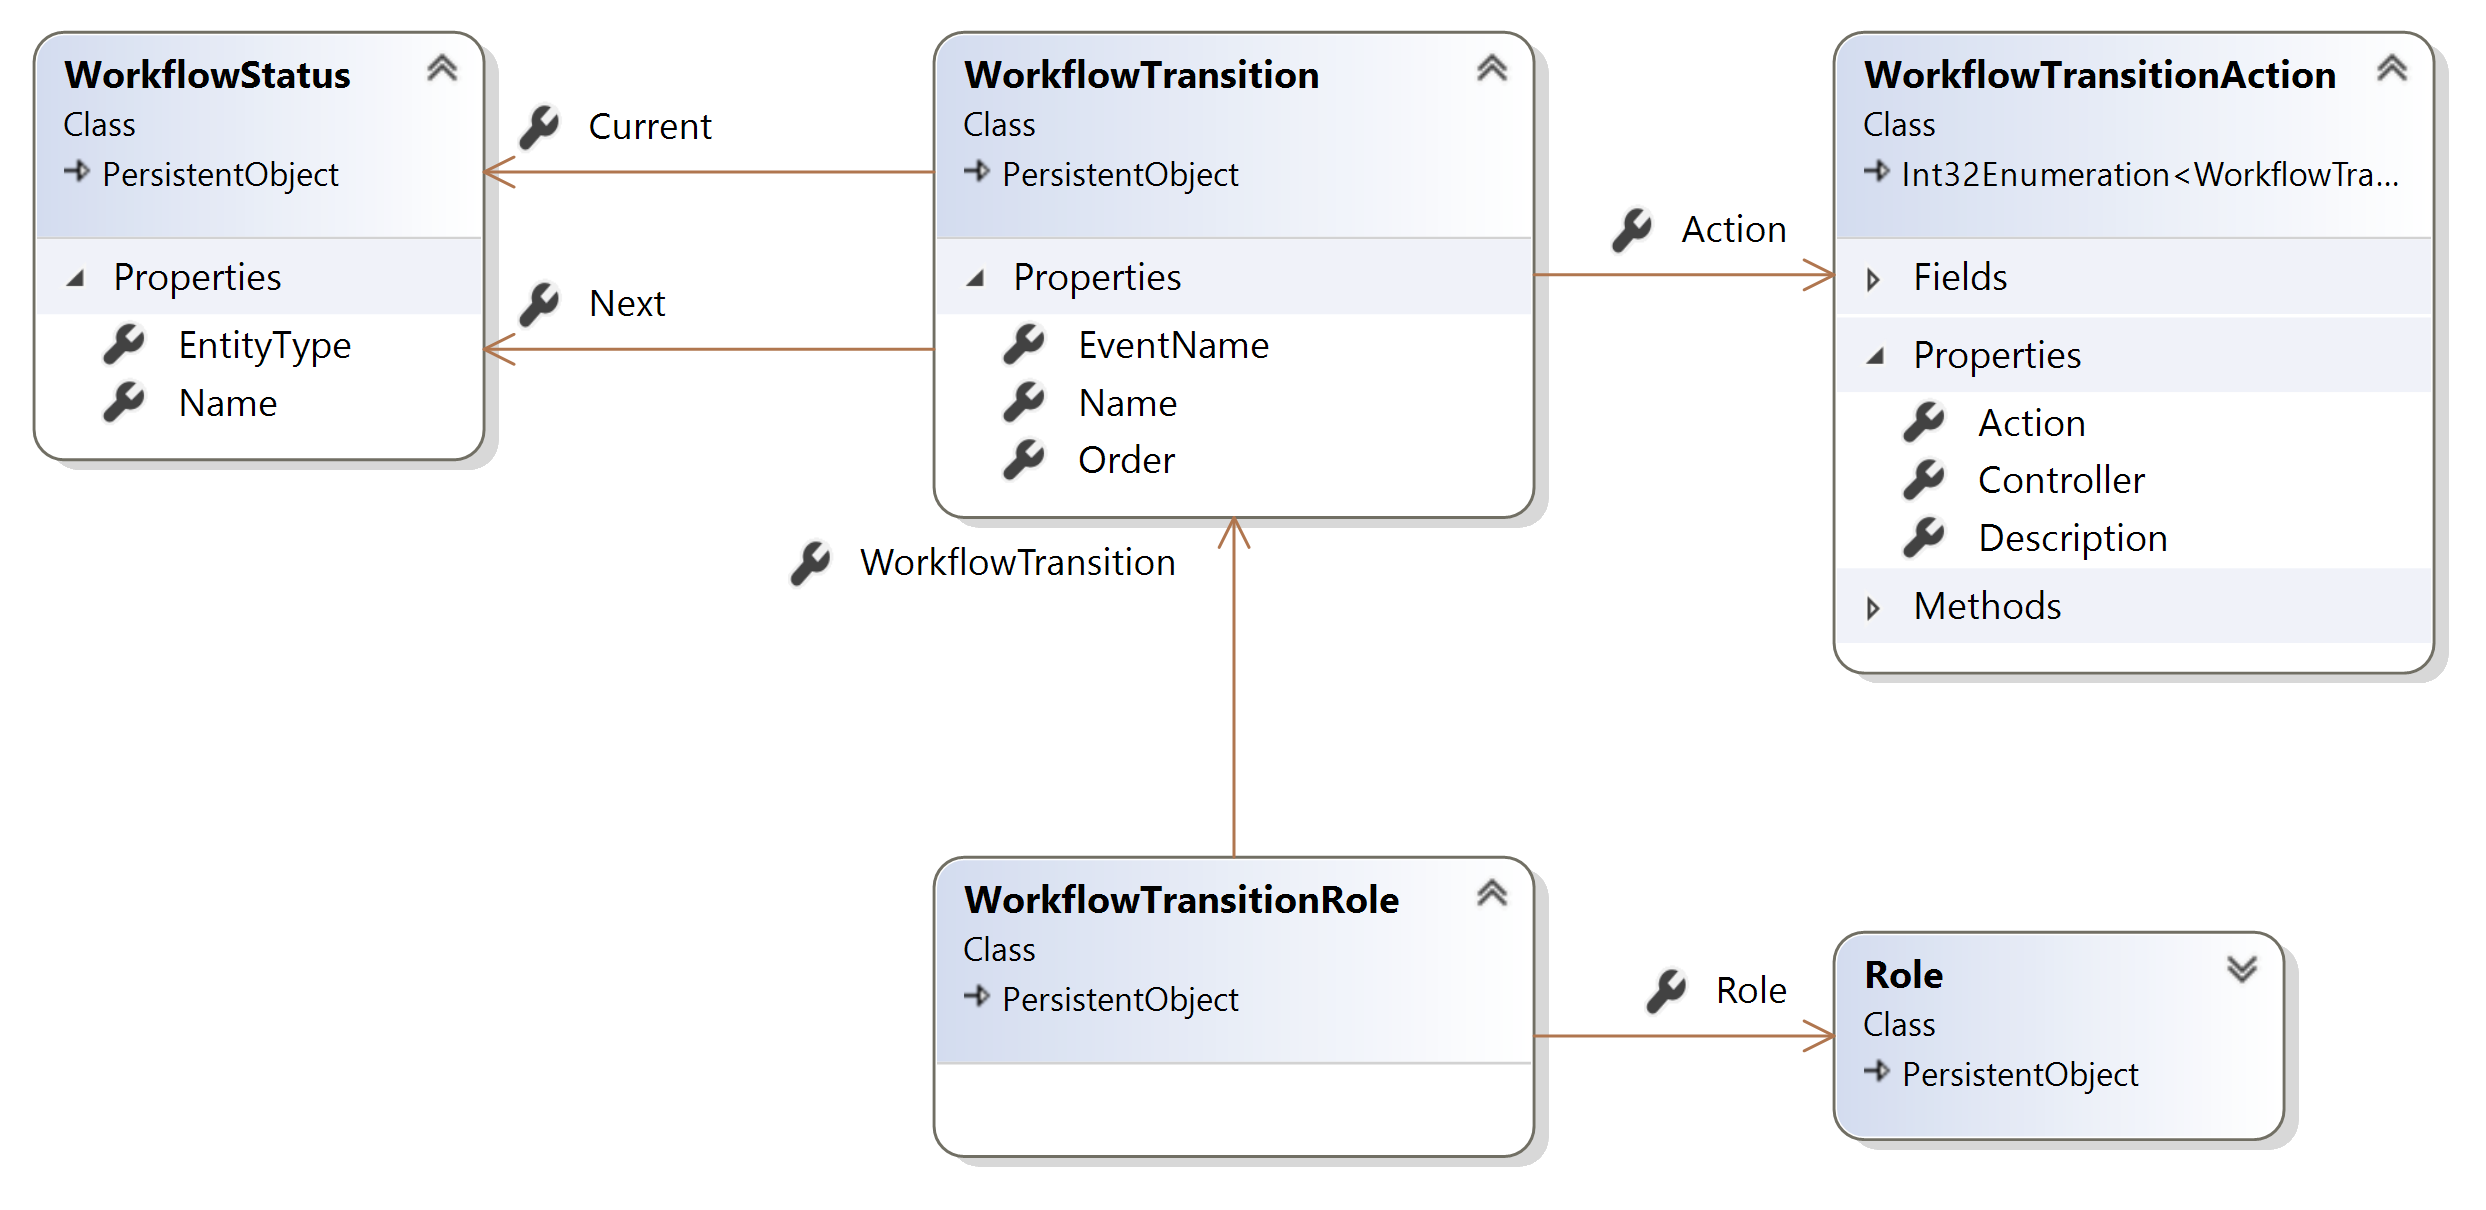 WorkflowStatus
Class
PersistentObject
Properties
EntityType
Name
Current
Next
WorkflowTransition
Class
PersistentObject
Properties
EventName
Name
Order
Action
WorkflowTransitionAction
Class
Int32Enumeration<WorkflowTra...
Fields
Properties
Action
Controller
Description
Methods
WorkflowTransition
WorkflowTransitionRole
Class
PersistentObject
Role
Role
Class
PersistentObject